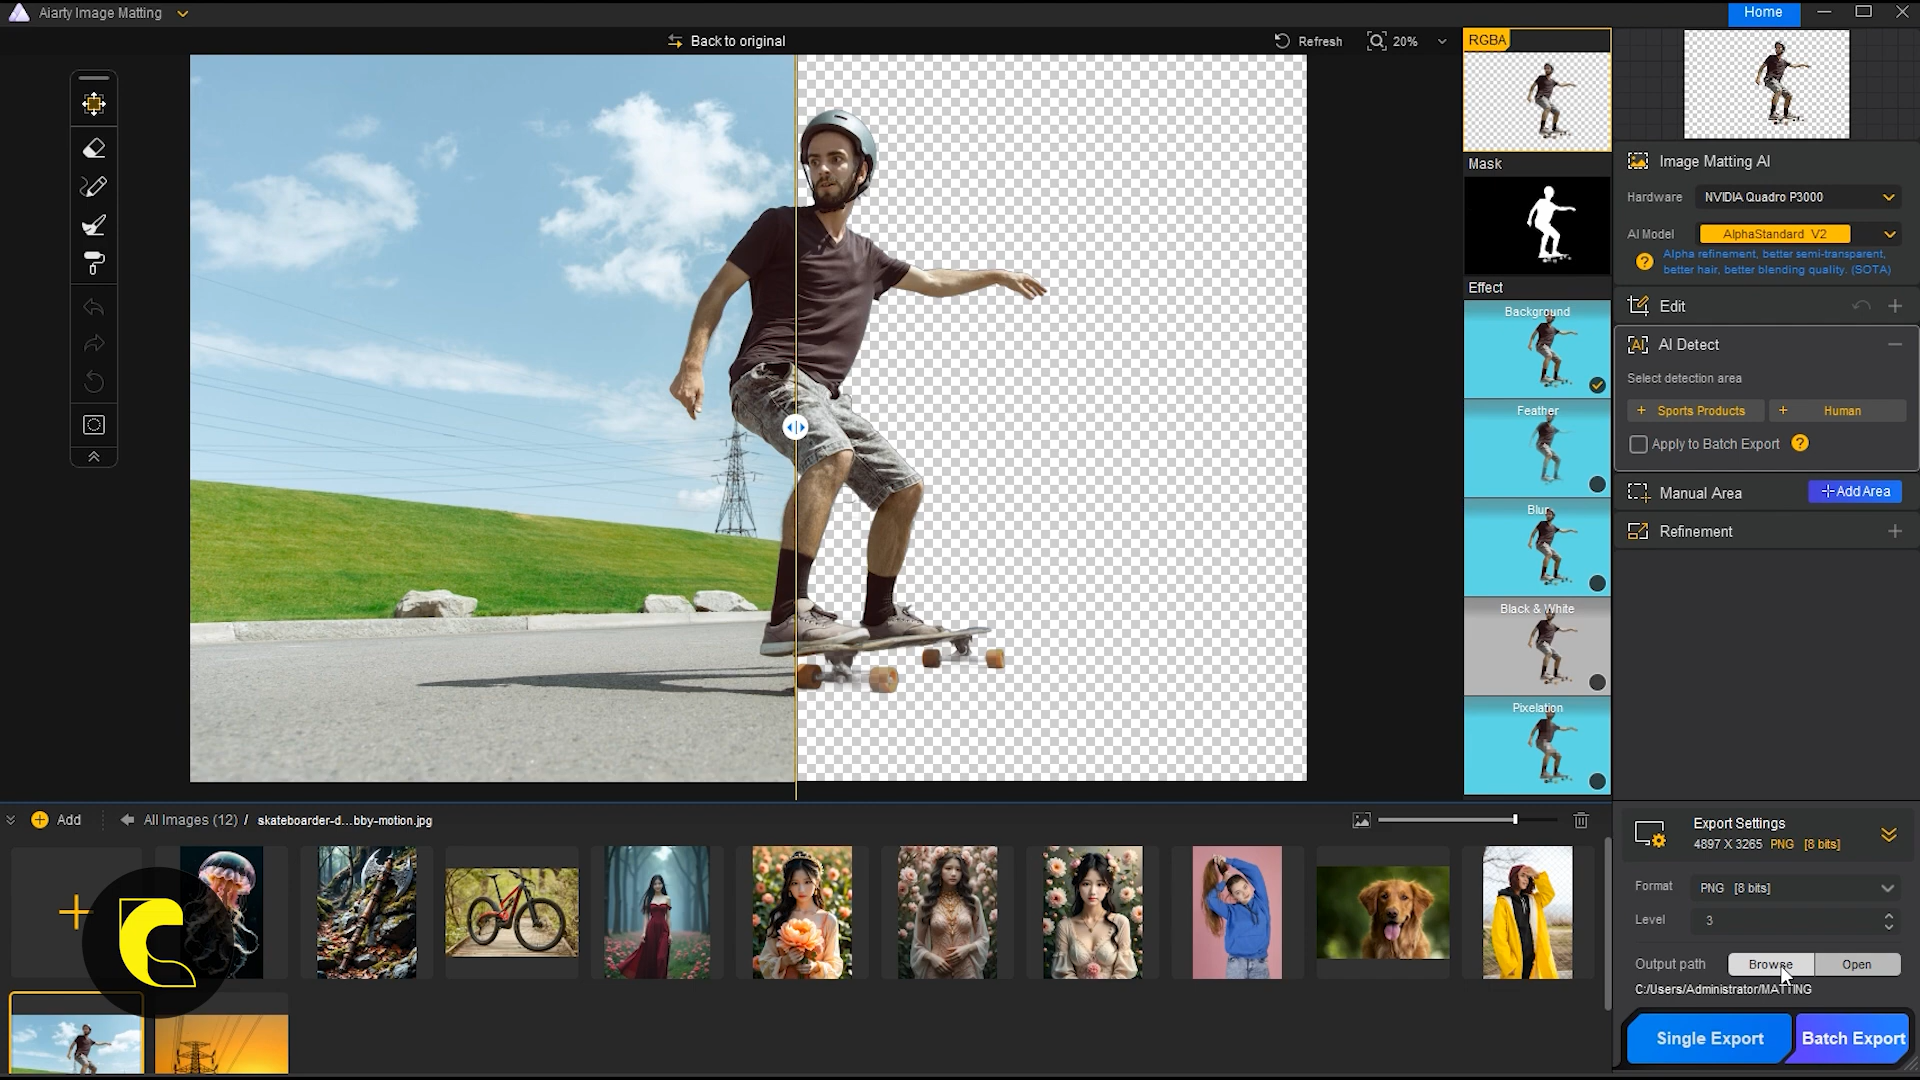 Aiarty Image Matting
Home
Back to original
Refresh
20%
RGBA
Mask
Effect
Background
Feather
Blur
Black & White
Pixelation
Image Matting AI
Hardware
NVIDIA Quadro P3000
AI Model
AlphaStandard V2
? Alpha refinement, better semi-transparent,
better hair, better blending quality. (SOTA)
Edit
AI AI Detect
Select detection area
+ Sports Products
+ Human
Apply to Batch Export ?
Manual Area
+Add Area
Refinement
Add
All Images (12) / skateboarder-d...bby-motion.jpg
Export Settings
4897 X 3265 PNG [8 bits]
Format
PNG [8 bits]
Level
3
Output path
Browse
Open
C:/Users/Administrator/MATTING
Single Export
Batch Export